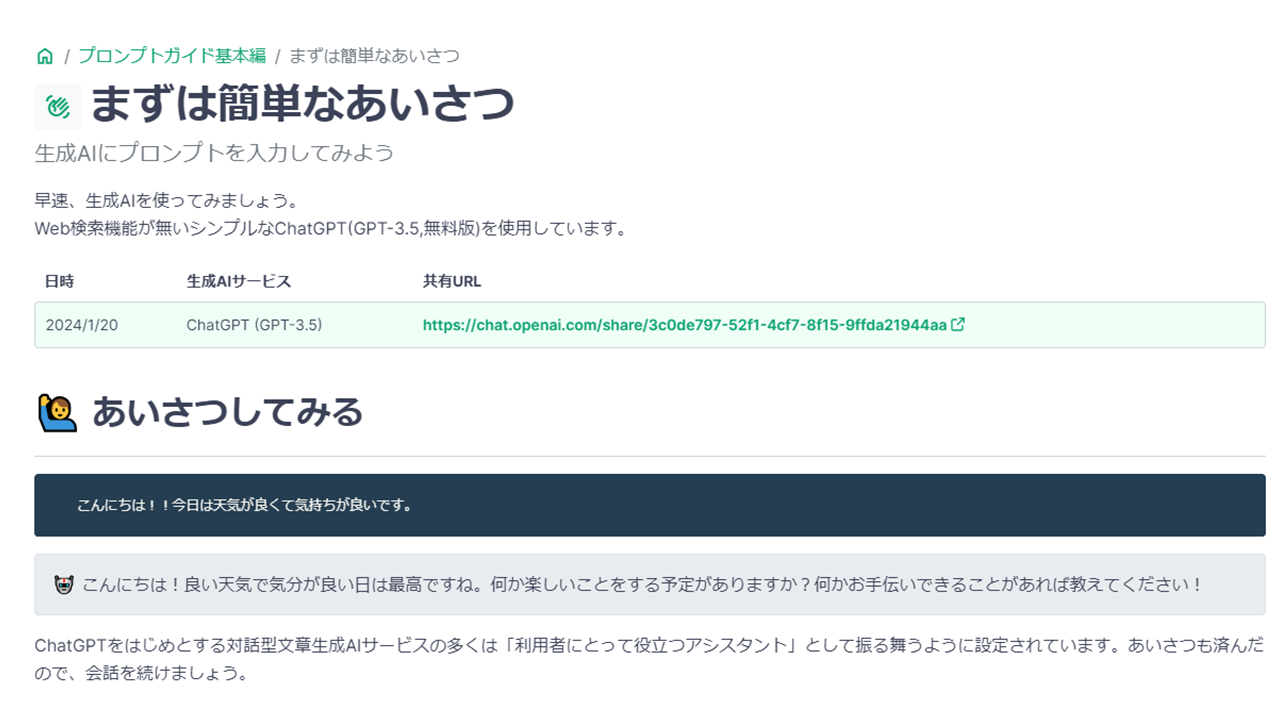 / プロンプトガイド基本編 / まずは簡単なあいさつ
まずは簡単なあいさつ
生成AIにプロンプトを入力してみよう
早速、生成AIを使ってみましょう。
Web検索機能が無いシンプルなChatGPT(GPT-3.5,無料版)を使用しています。
日時 生成AIサービス 共有URL
2024/1/20 ChatGPT (GPT-3.5) https://chat.openai.com/share/3c0de797-52f1-4cf7-8f15-9ffda21944aa
あいさつしてみる
こんにちは！！今日は天気が良くて気持ちが良いです。
こんにちは！良い天気で気分が良い日は最高ですね。何か楽しいことをする予定がありますか？何かお手伝いできることがあれば教えてください！
ChatGPTをはじめとする対話型文章生成AIサービスの多くは「利用者にとって役立つアシスタント」として振る舞うように設定されています。あいさつも済んだ
ので、会話を続けましょう。